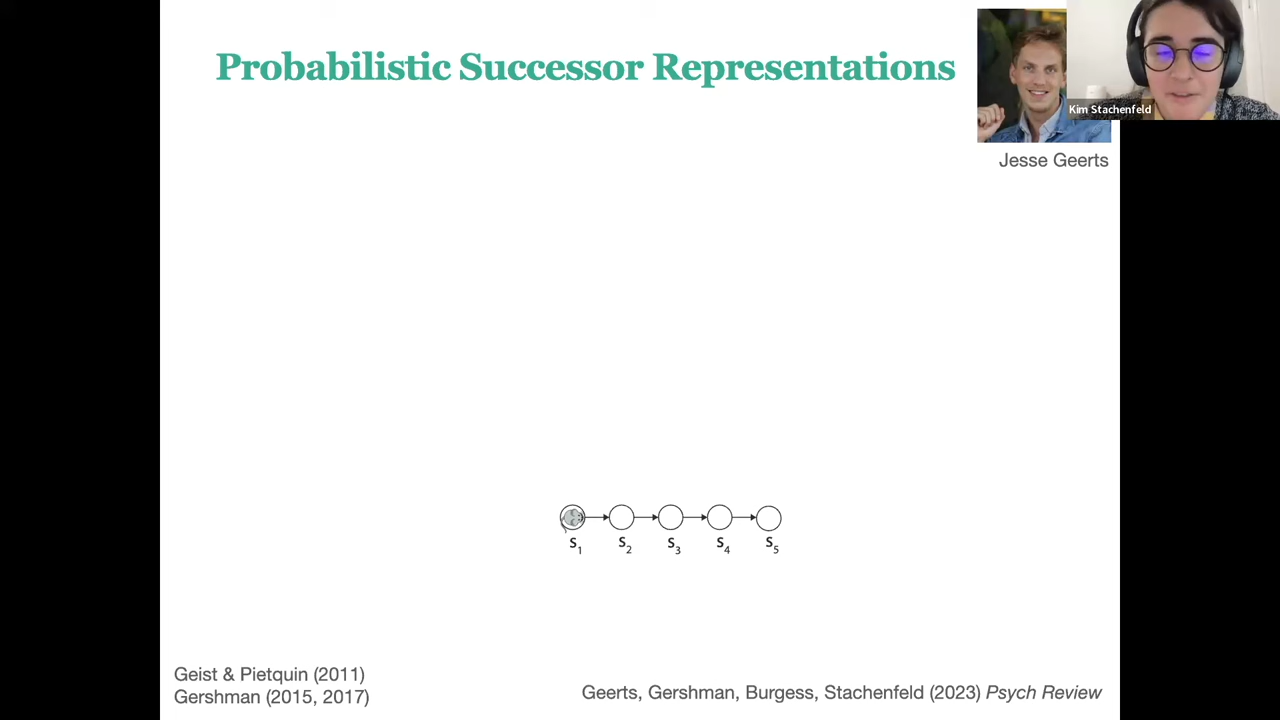 Probabilistic Successor Representations
Kim Stachenfeld
Jesse Geerts
S1 S2 S3 S4 S5
Geist & Pietquin (2011)
Gershman (2015, 2017)
Geerts, Gershman, Burgess, Stachenfeld (2023) Psych Review